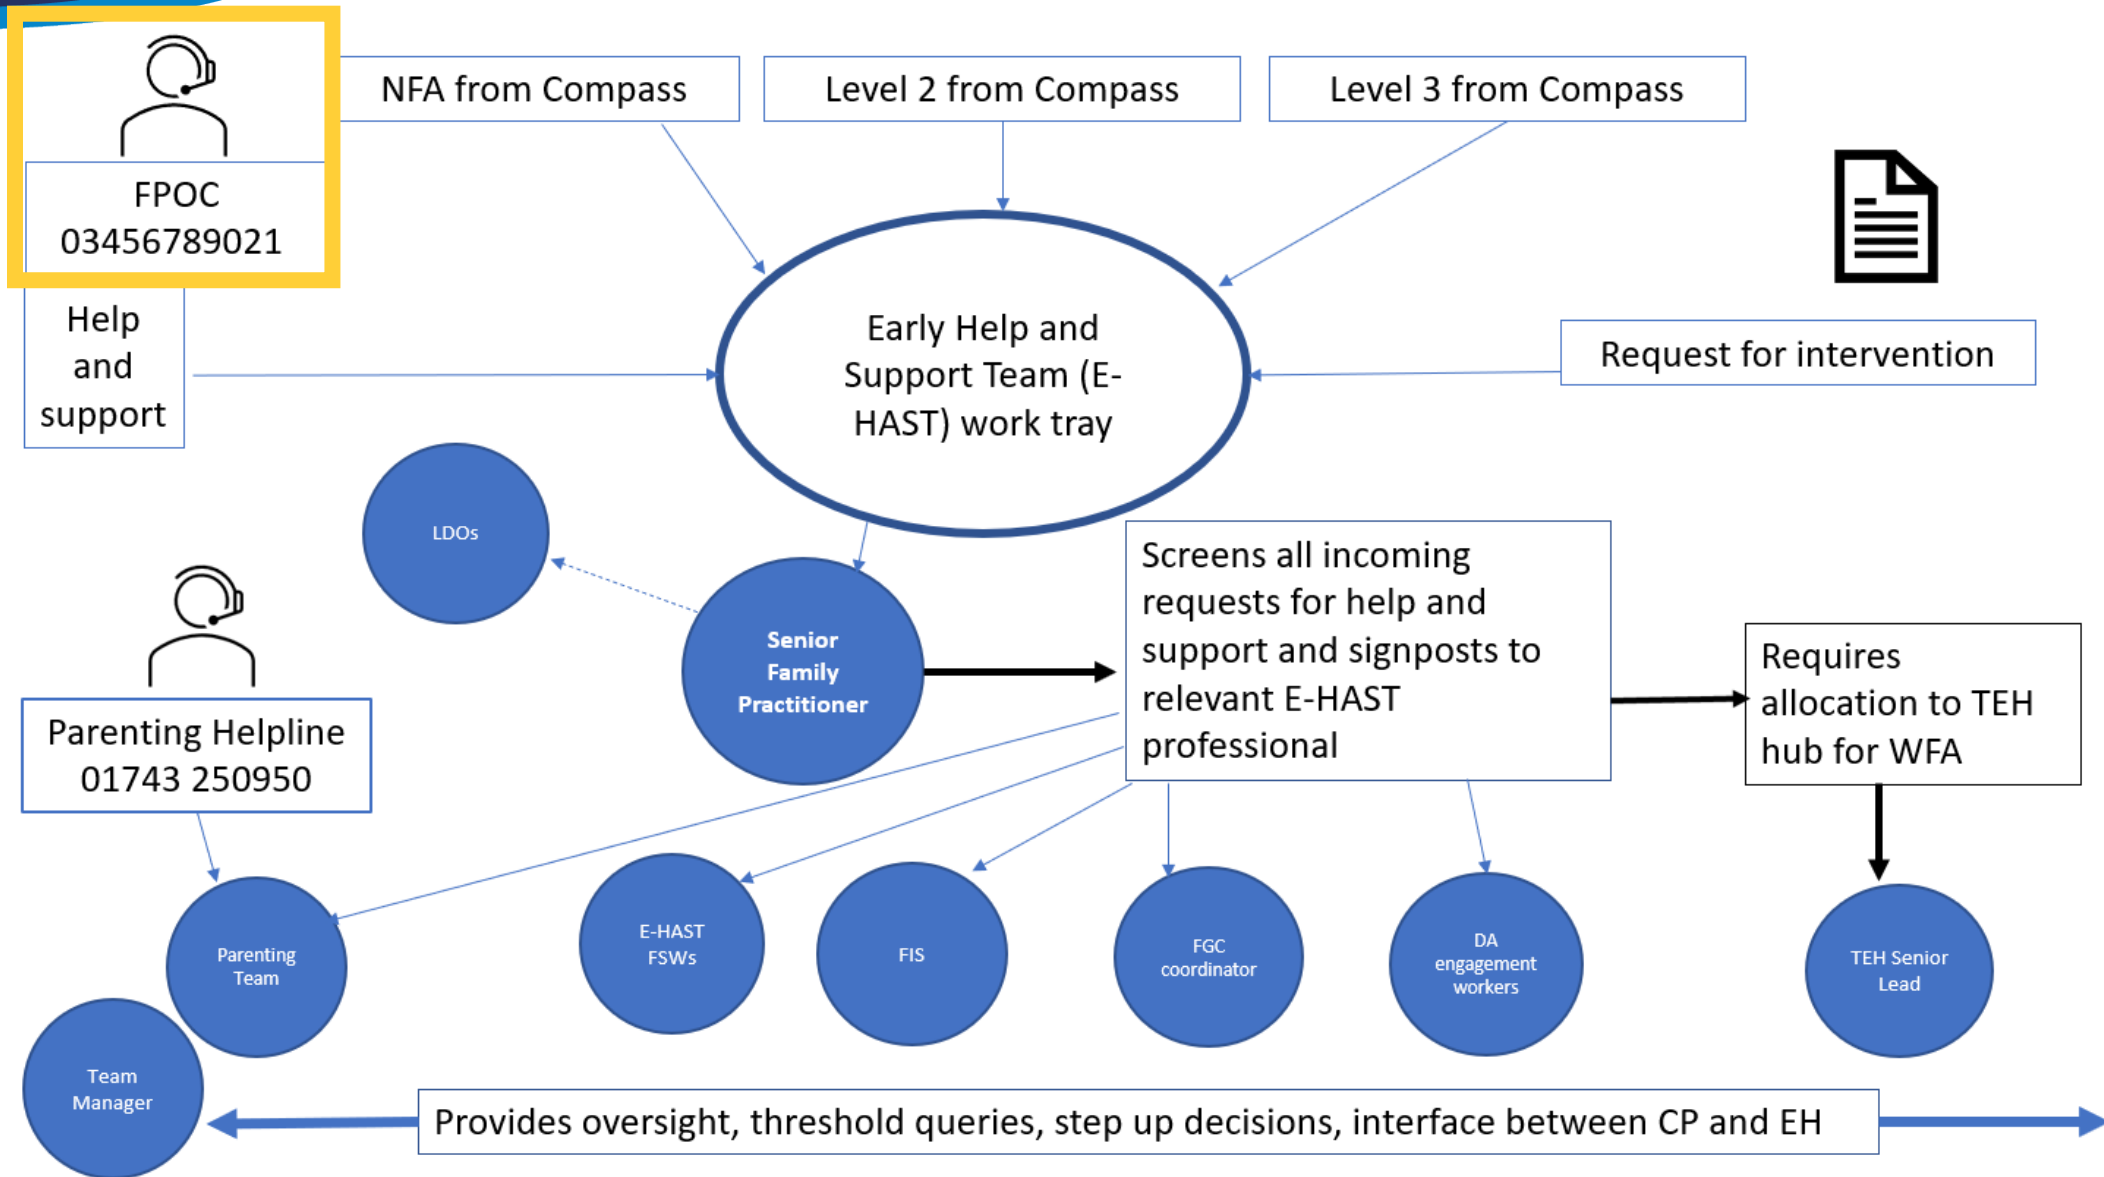 NFA from Compass
Level 2 from Compass
Level 3 from Compass
FPOC
03456789021
Help
and
support
Early Help and
Support Team (E-
HAST) work tray
Request for intervention
LDOs
Senior
Family
Practitioner
Screens all incoming
requests for help and
support and signposts to
relevant E-HAST
professional
Requires
allocation to TEH
hub for WFA
Parenting Helpline
01743 250950
Parenting
Team
E-HAST
FSWs
FIS
FGC
coordinator
DA
engagement
workers
TEH Senior
Lead
Team
Manager
Provides oversight, threshold queries, step up decisions, interface between CP and EH